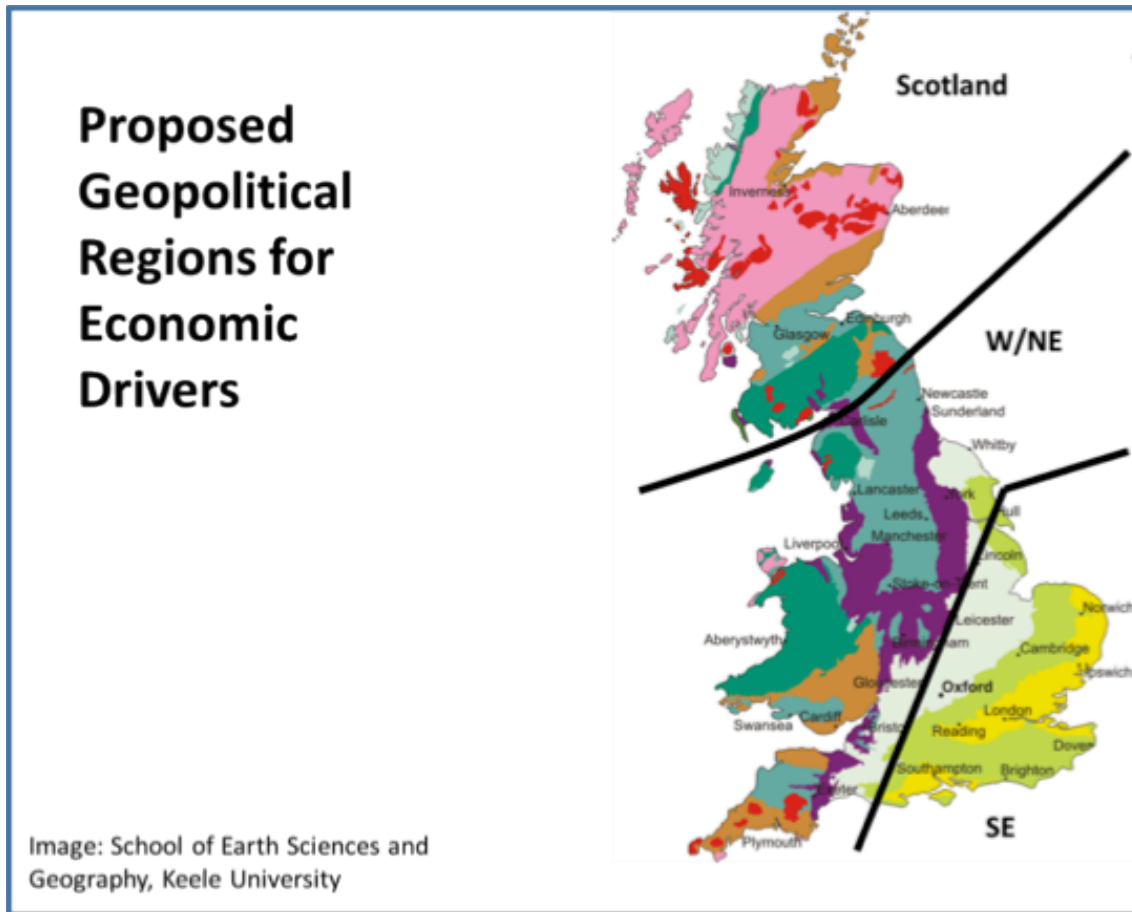 Proposed
Geopolitical
Regions for
Economic
Drivers
Image: School of Earth Sciences and
Geography, Keele University
Scotland
Inverness
Aberdeen
Edinburgh
Glasgow
W/NE
Newcastle
Sunderland
Carlisle
Whitby
Lancaster
York
Leeds
Hull
Manchester
Liverpool
Lincoln
Stoke-on-Trent
Leicester
Norwich
Aberystwyth
Birmingham
Cambridge
Ipswich
Gloucester
Oxford
Swansea
Cardiff
Bristol
London
Reading
Dover
Southampton
Brighton
Exeter
Plymouth
SE